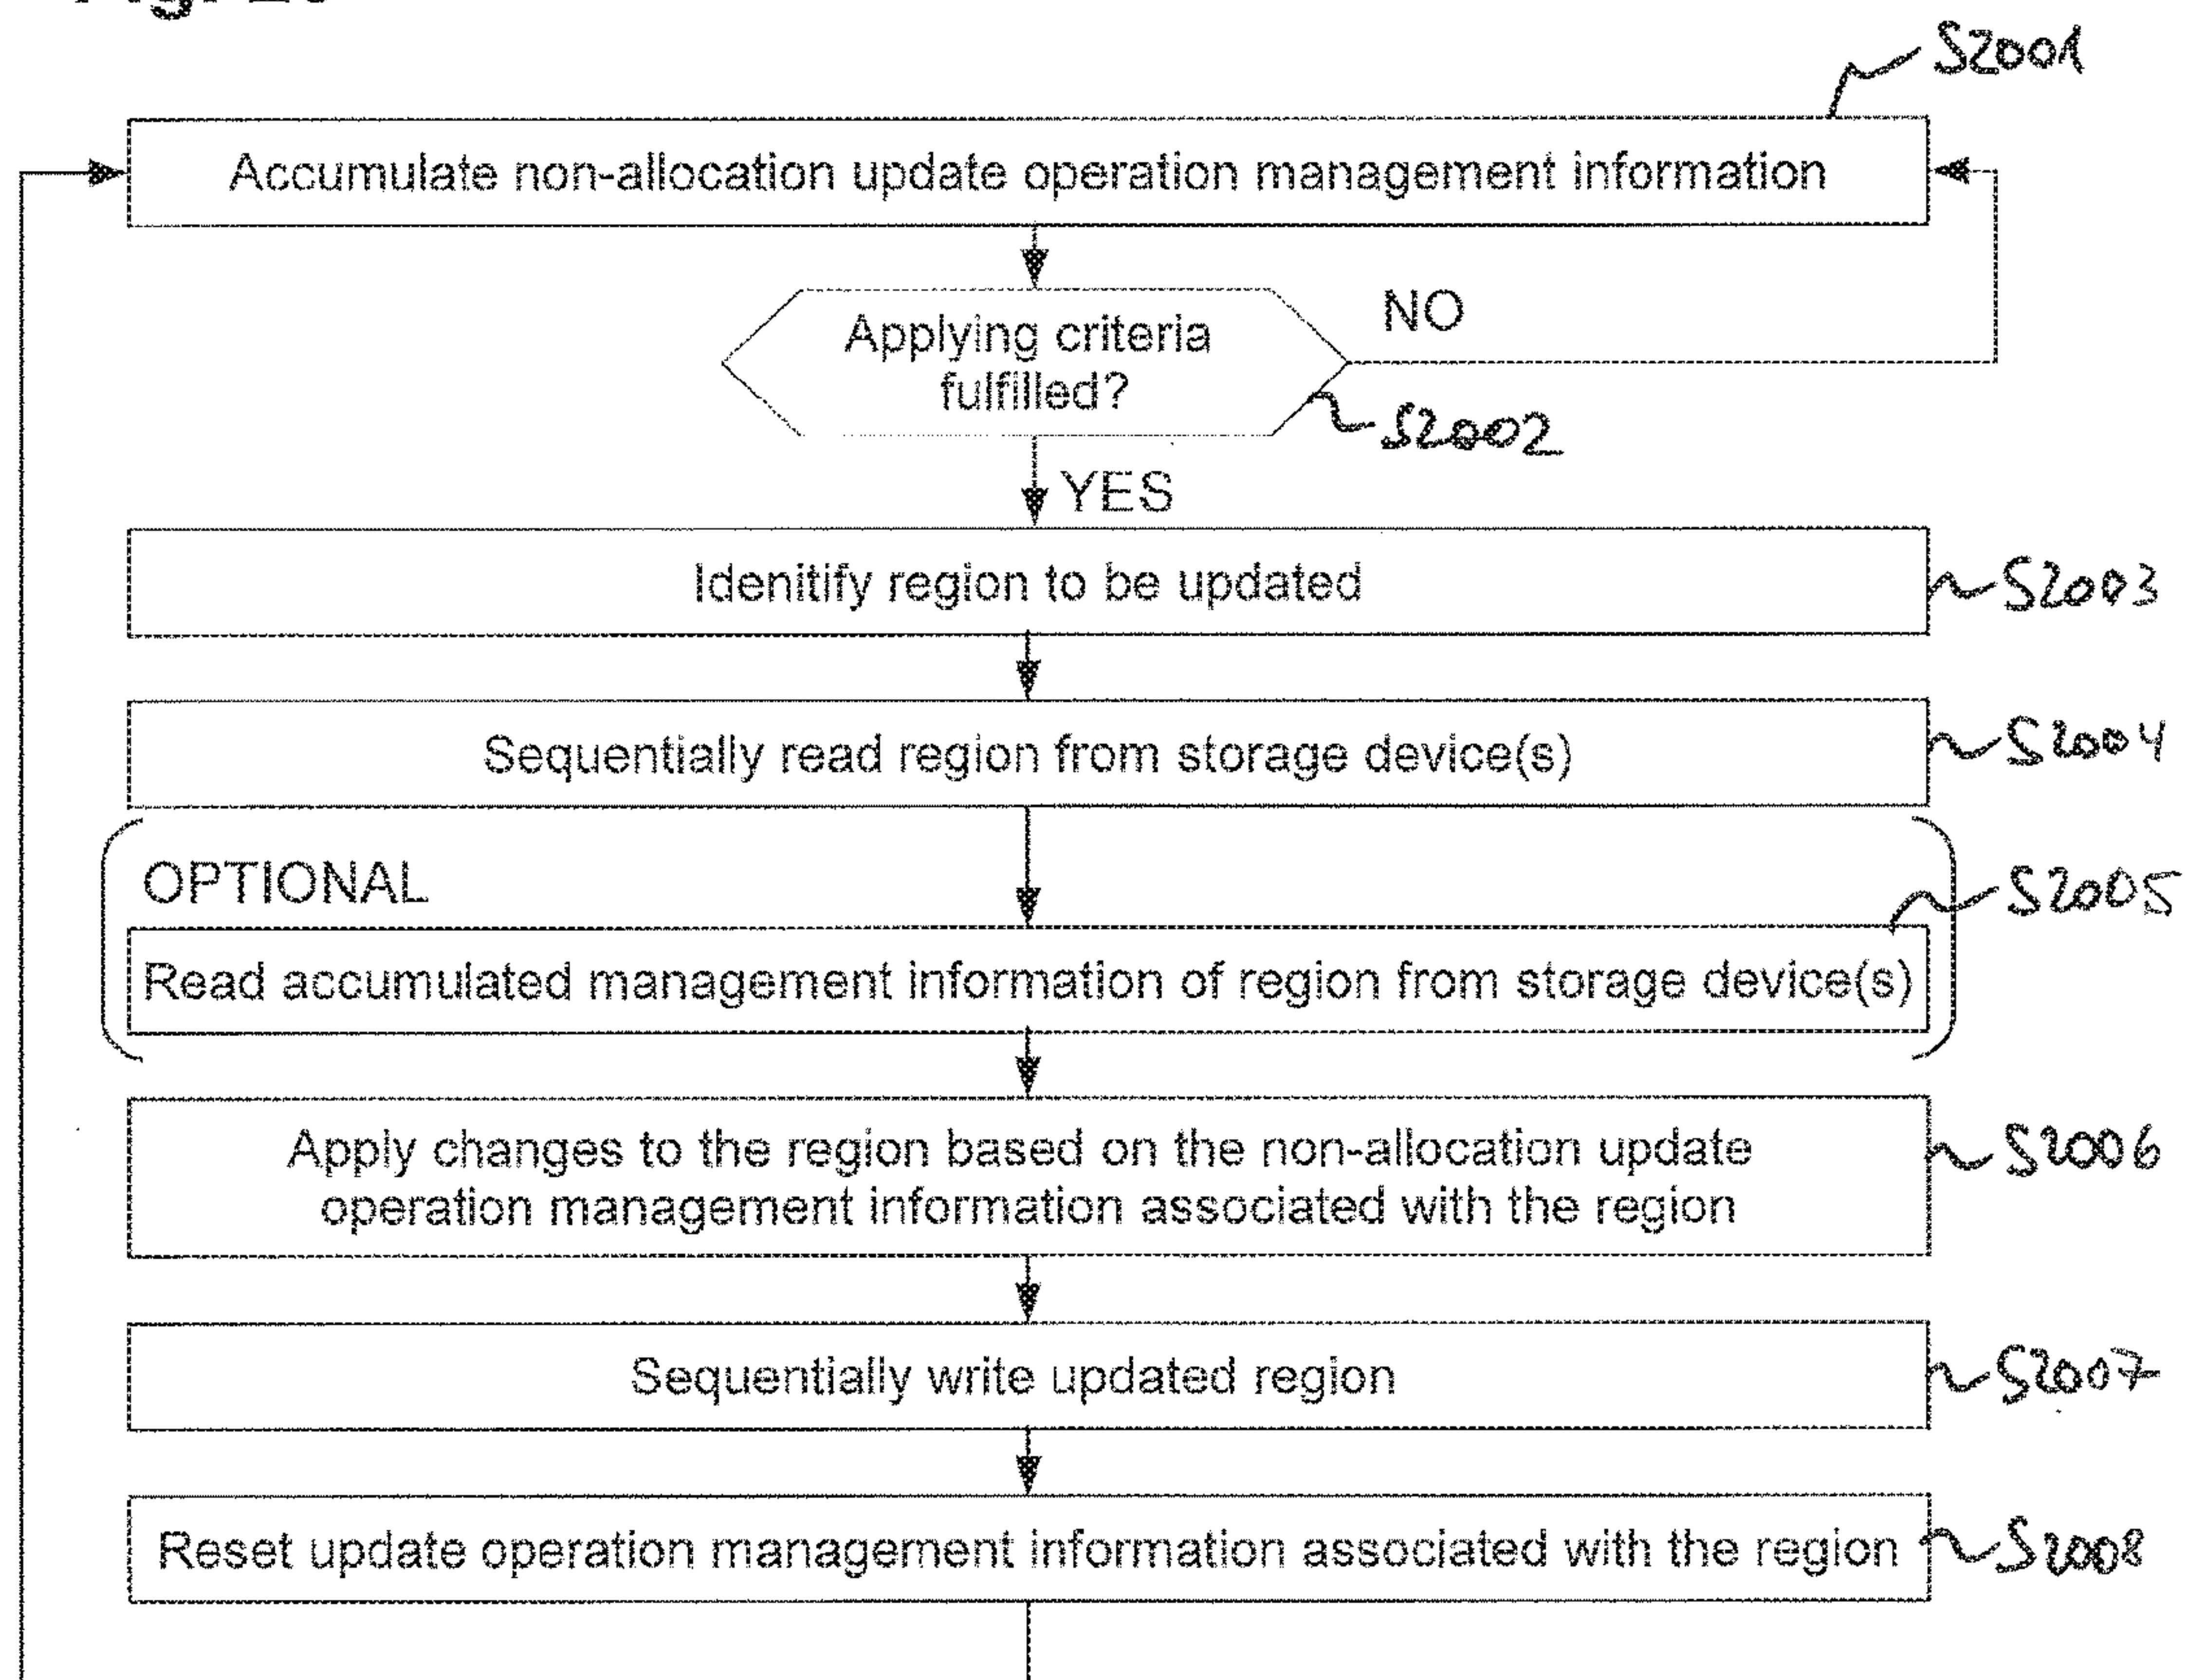 S2001
Accumulate non-allocation update operation management information
Applying criteria
fulfilled?
NO
S2002
YES
Idenitify region to be updated
S2003
Sequentially read region from storage device(s)
S2004
OPTIONAL
S2005
Read accumulated management information of region from storage device(s)
Apply changes to the region based on the non-allocation update
operation management information associated with the region
S2006
Sequentially write updated region
S2007
Reset update operation management information associated with the region
S2008